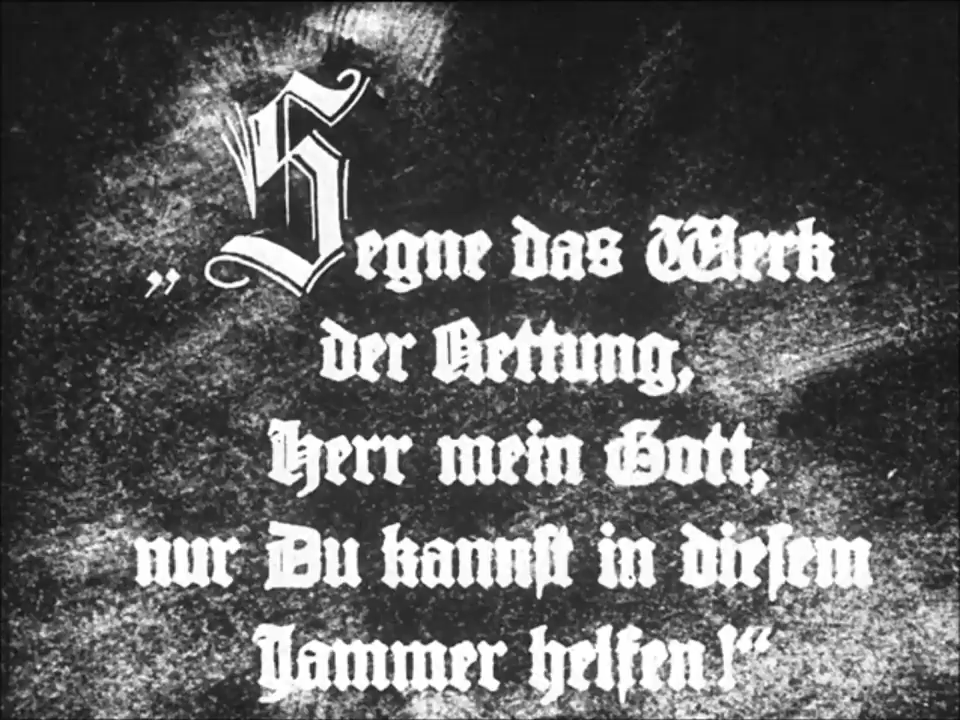 „Segne das Werk
der Rettung,
Herr mein Gott,
nur Du kannſt in dieſem
Jammer helfen!“